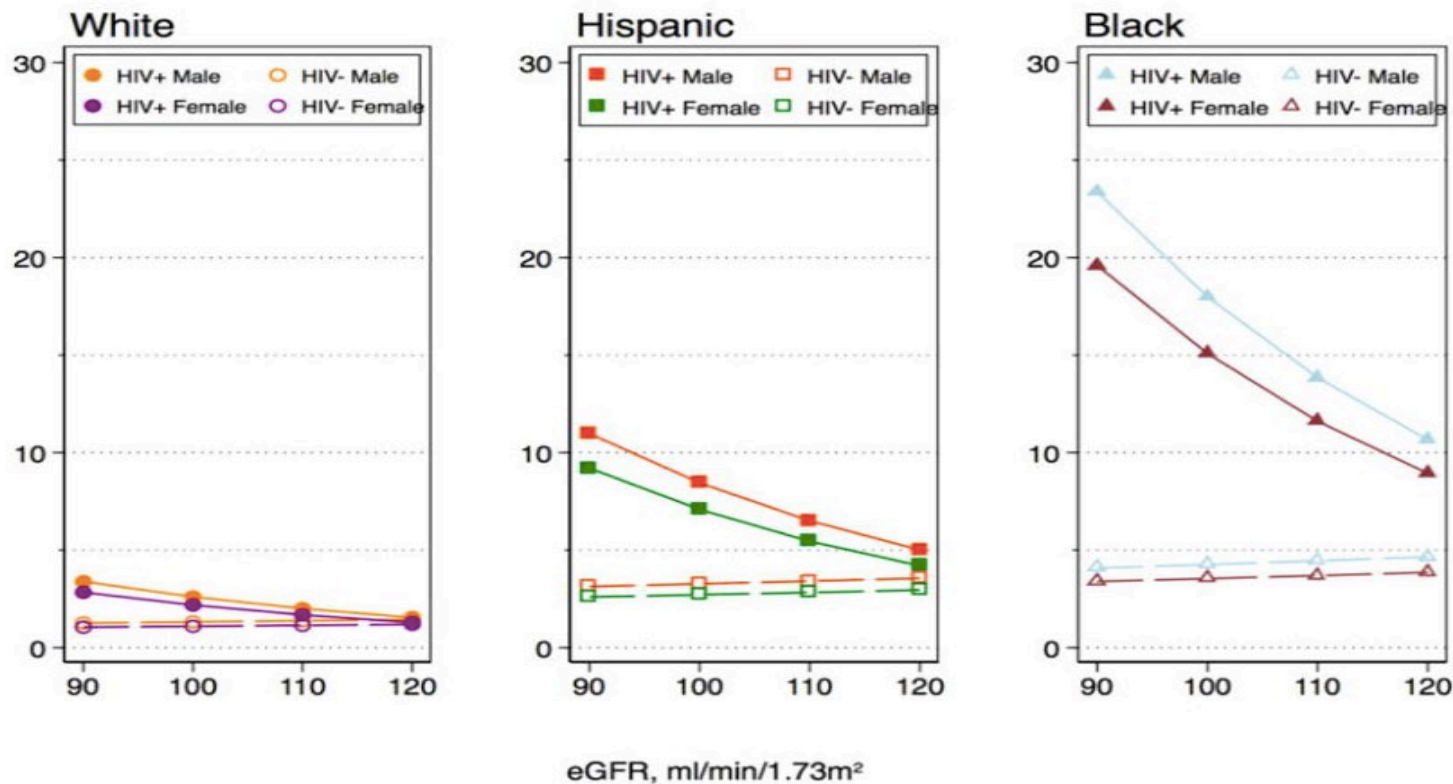 White
HIV+ Male HIV- Male
HIV+ Female HIV- Female
30
20
10
0
90 100 110 120
Hispanic
HIV+ Male HIV- Male
HIV+ Female HIV- Female
30
20
10
0
90 100 110 120
Black
HIV+ Male HIV- Male
HIV+ Female HIV- Female
30
20
10
0
90 100 110 120
eGFR, ml/min/1.73m²